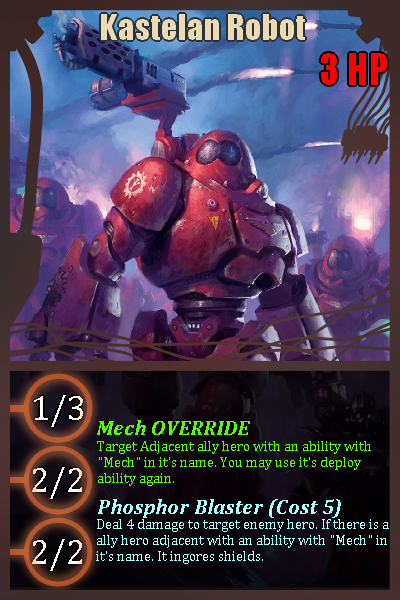 Kastelan Robot
3 HP
1/3
Mech OVERRIDE
Target Adjacent ally hero with an ability with
"Mech" in it's name. You may use it's deploy
ability again.
2/2
Phosphor Blaster (Cost 5)
Deal 4 damage to target enemy hero. If there is a
ally hero adjacent with an ability with "Mech" in
it's name. It ingores shields.
2/2